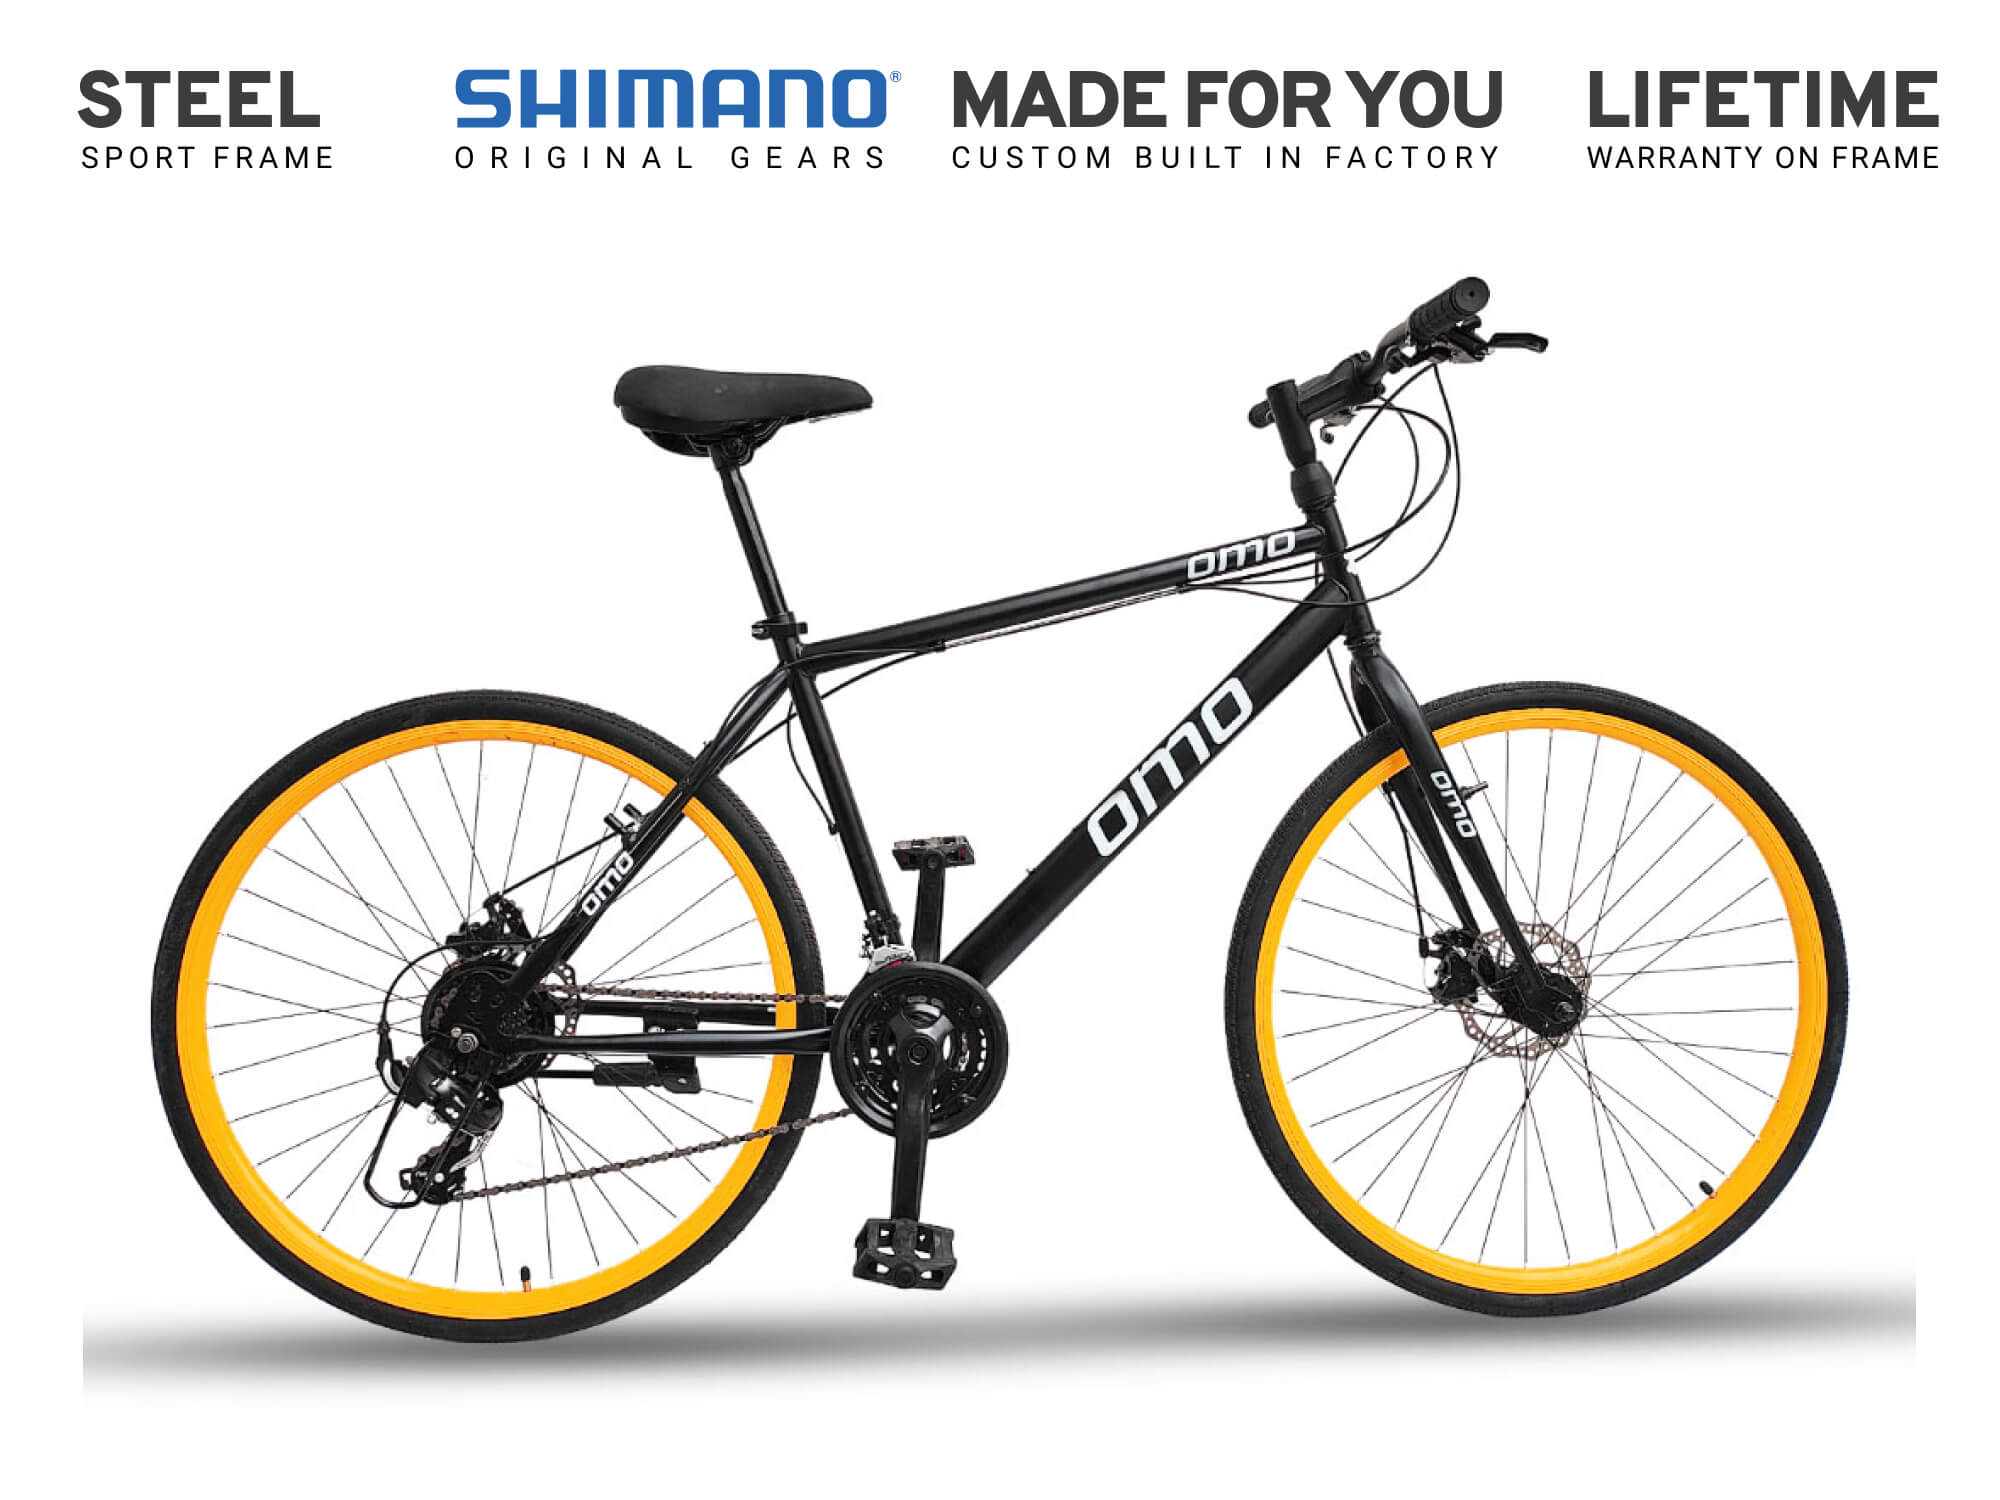 STEEL
SPORT FRAME
SHIMANO®
ORIGINAL GEARS
MADE FOR YOU
CUSTOM BUILT IN FACTORY
LIFETIME
WARRANTY ON FRAME
omo
omo
omo
omo